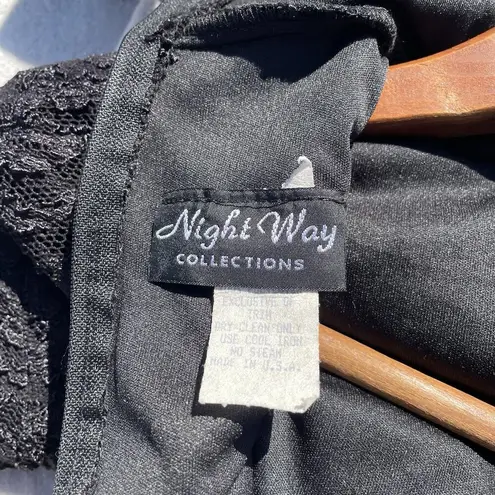 Night Way
COLLECTIONS
EXCLUSIVE OF
TRIM
DRY CLEAN ONLY
USE COOL IRON
NO STEAM
MADE IN U.S.A.